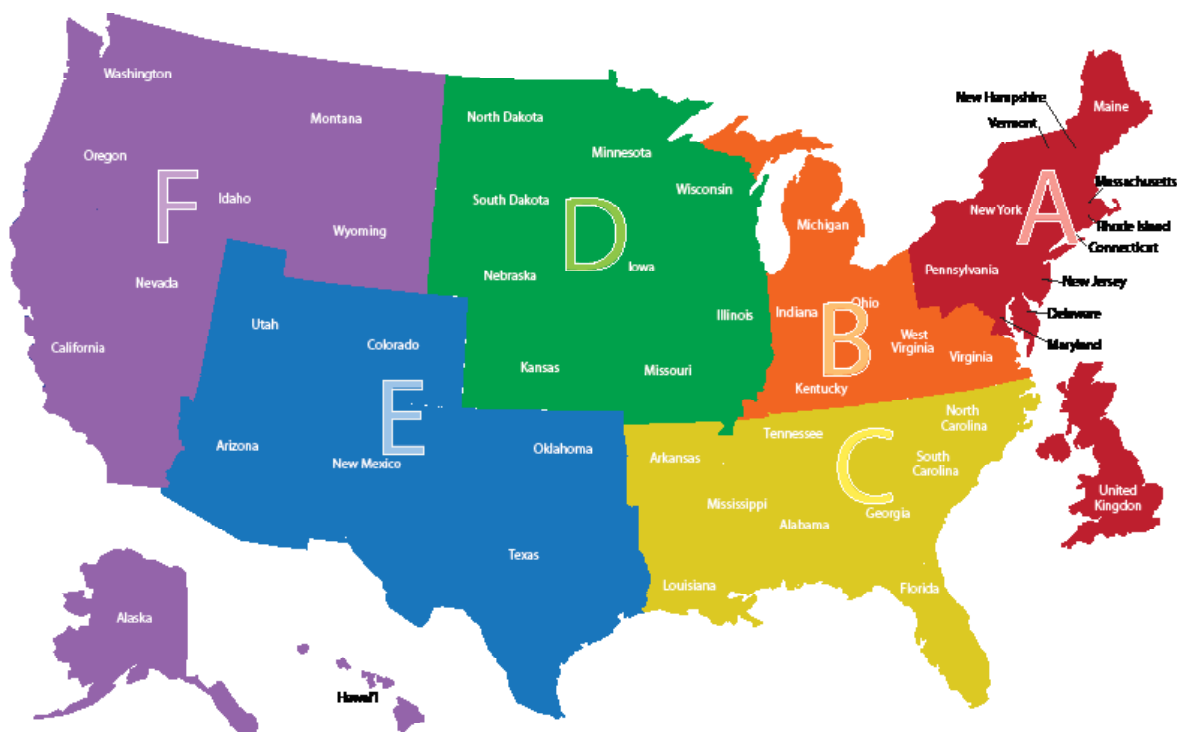 Washington
Montana
Oregon
Idaho
F
Wyoming
Nevada
California
Alaska
Hawai'i
Utah
Colorado
E
Arizona
New Mexico
Oklahoma
Texas
North Dakota
Minnesota
Wisconsin
South Dakota
D
Nebraska
Iowa
Illinois
Kansas
Missouri
Michigan
Indiana
Ohio
B
West
Virginia
Virginia
Kentucky
Tennessee
North
Carolina
Arkansas
C
South
Carolina
Mississippi
Alabama
Georgia
Louisiana
Florida
New Hampshire
Vermont
Maine
A
Massachusetts
New York
Rhode Island
Connecticut
Pennsylvania
New Jersey
Delaware
Maryland
United
Kingdon